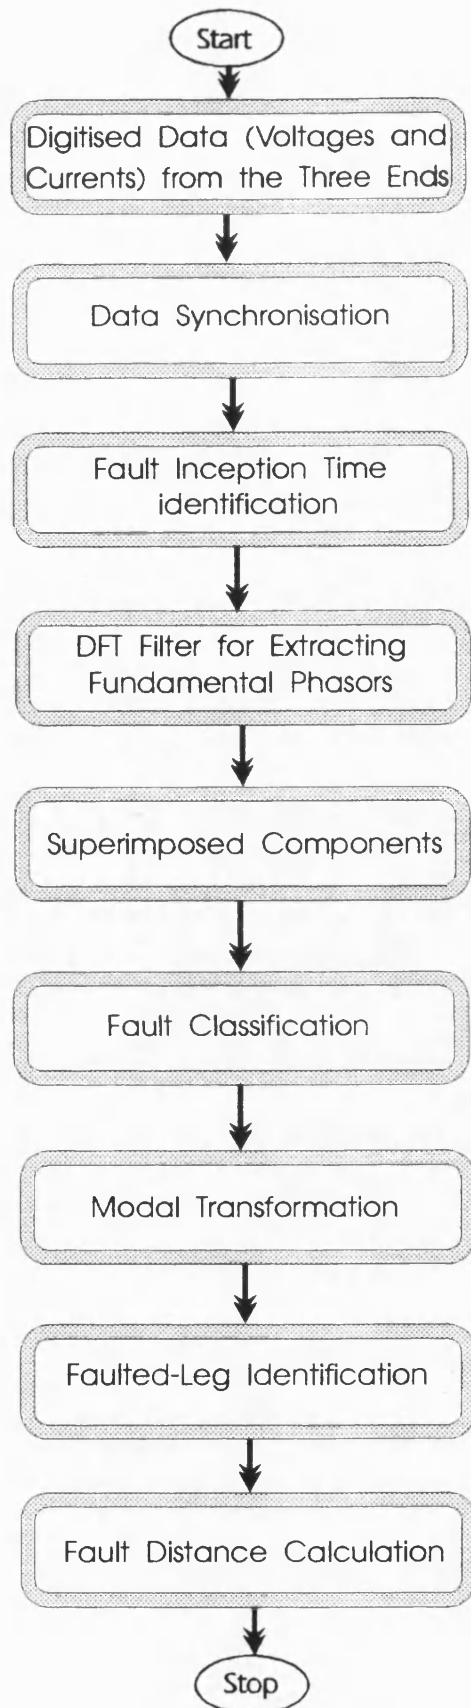 Start
Digitised Data (Voltages and
Currents) from the Three Ends
Data Synchronisation
Fault Inception Time
identification
DFT Filter for Extracting
Fundamental Phasors
Superimposed Components
Fault Classification
Modal Transformation
Faulted-Leg Identification
Fault Distance Calculation
Stop